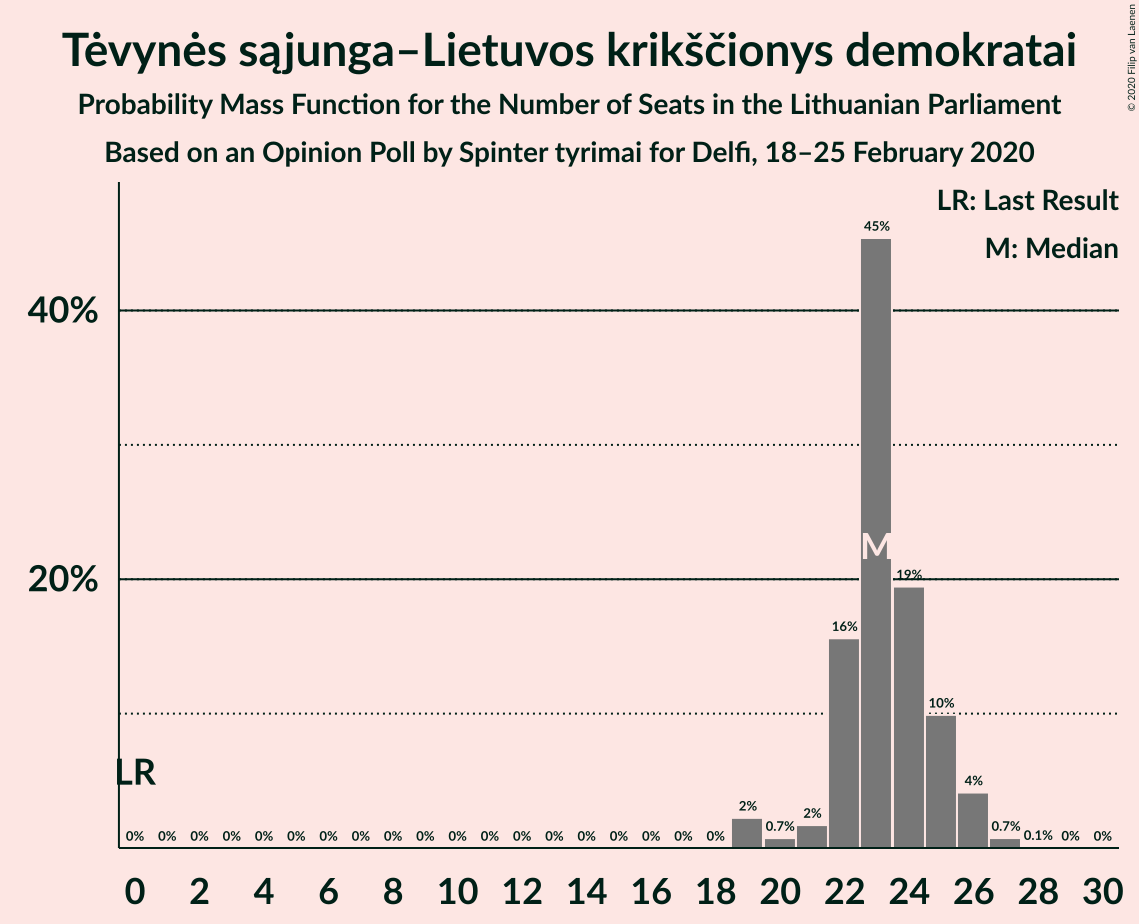 Tėvynės sąjunga–Lietuvos krikščionys demokratai
Probability Mass Function for the Number of Seats in the Lithuanian Parliament
Based on an Opinion Poll by Spinter tyrimai for Delfi, 18–25 February 2020
© 2020 Filip van Laenen
LR: Last Result
M: Median
45%
40%
M
20%
19%
16%
10%
LR
4%
2%
0.7%
2%
0.7%
0.1%
0% 0% 0% 0% 0% 0% 0% 0% 0% 0% 0% 0% 0% 0% 0% 0% 0% 0% 0% 0% 0%
0 2 4 6 8 10 12 14 16 18 20 22 24 26 28 30